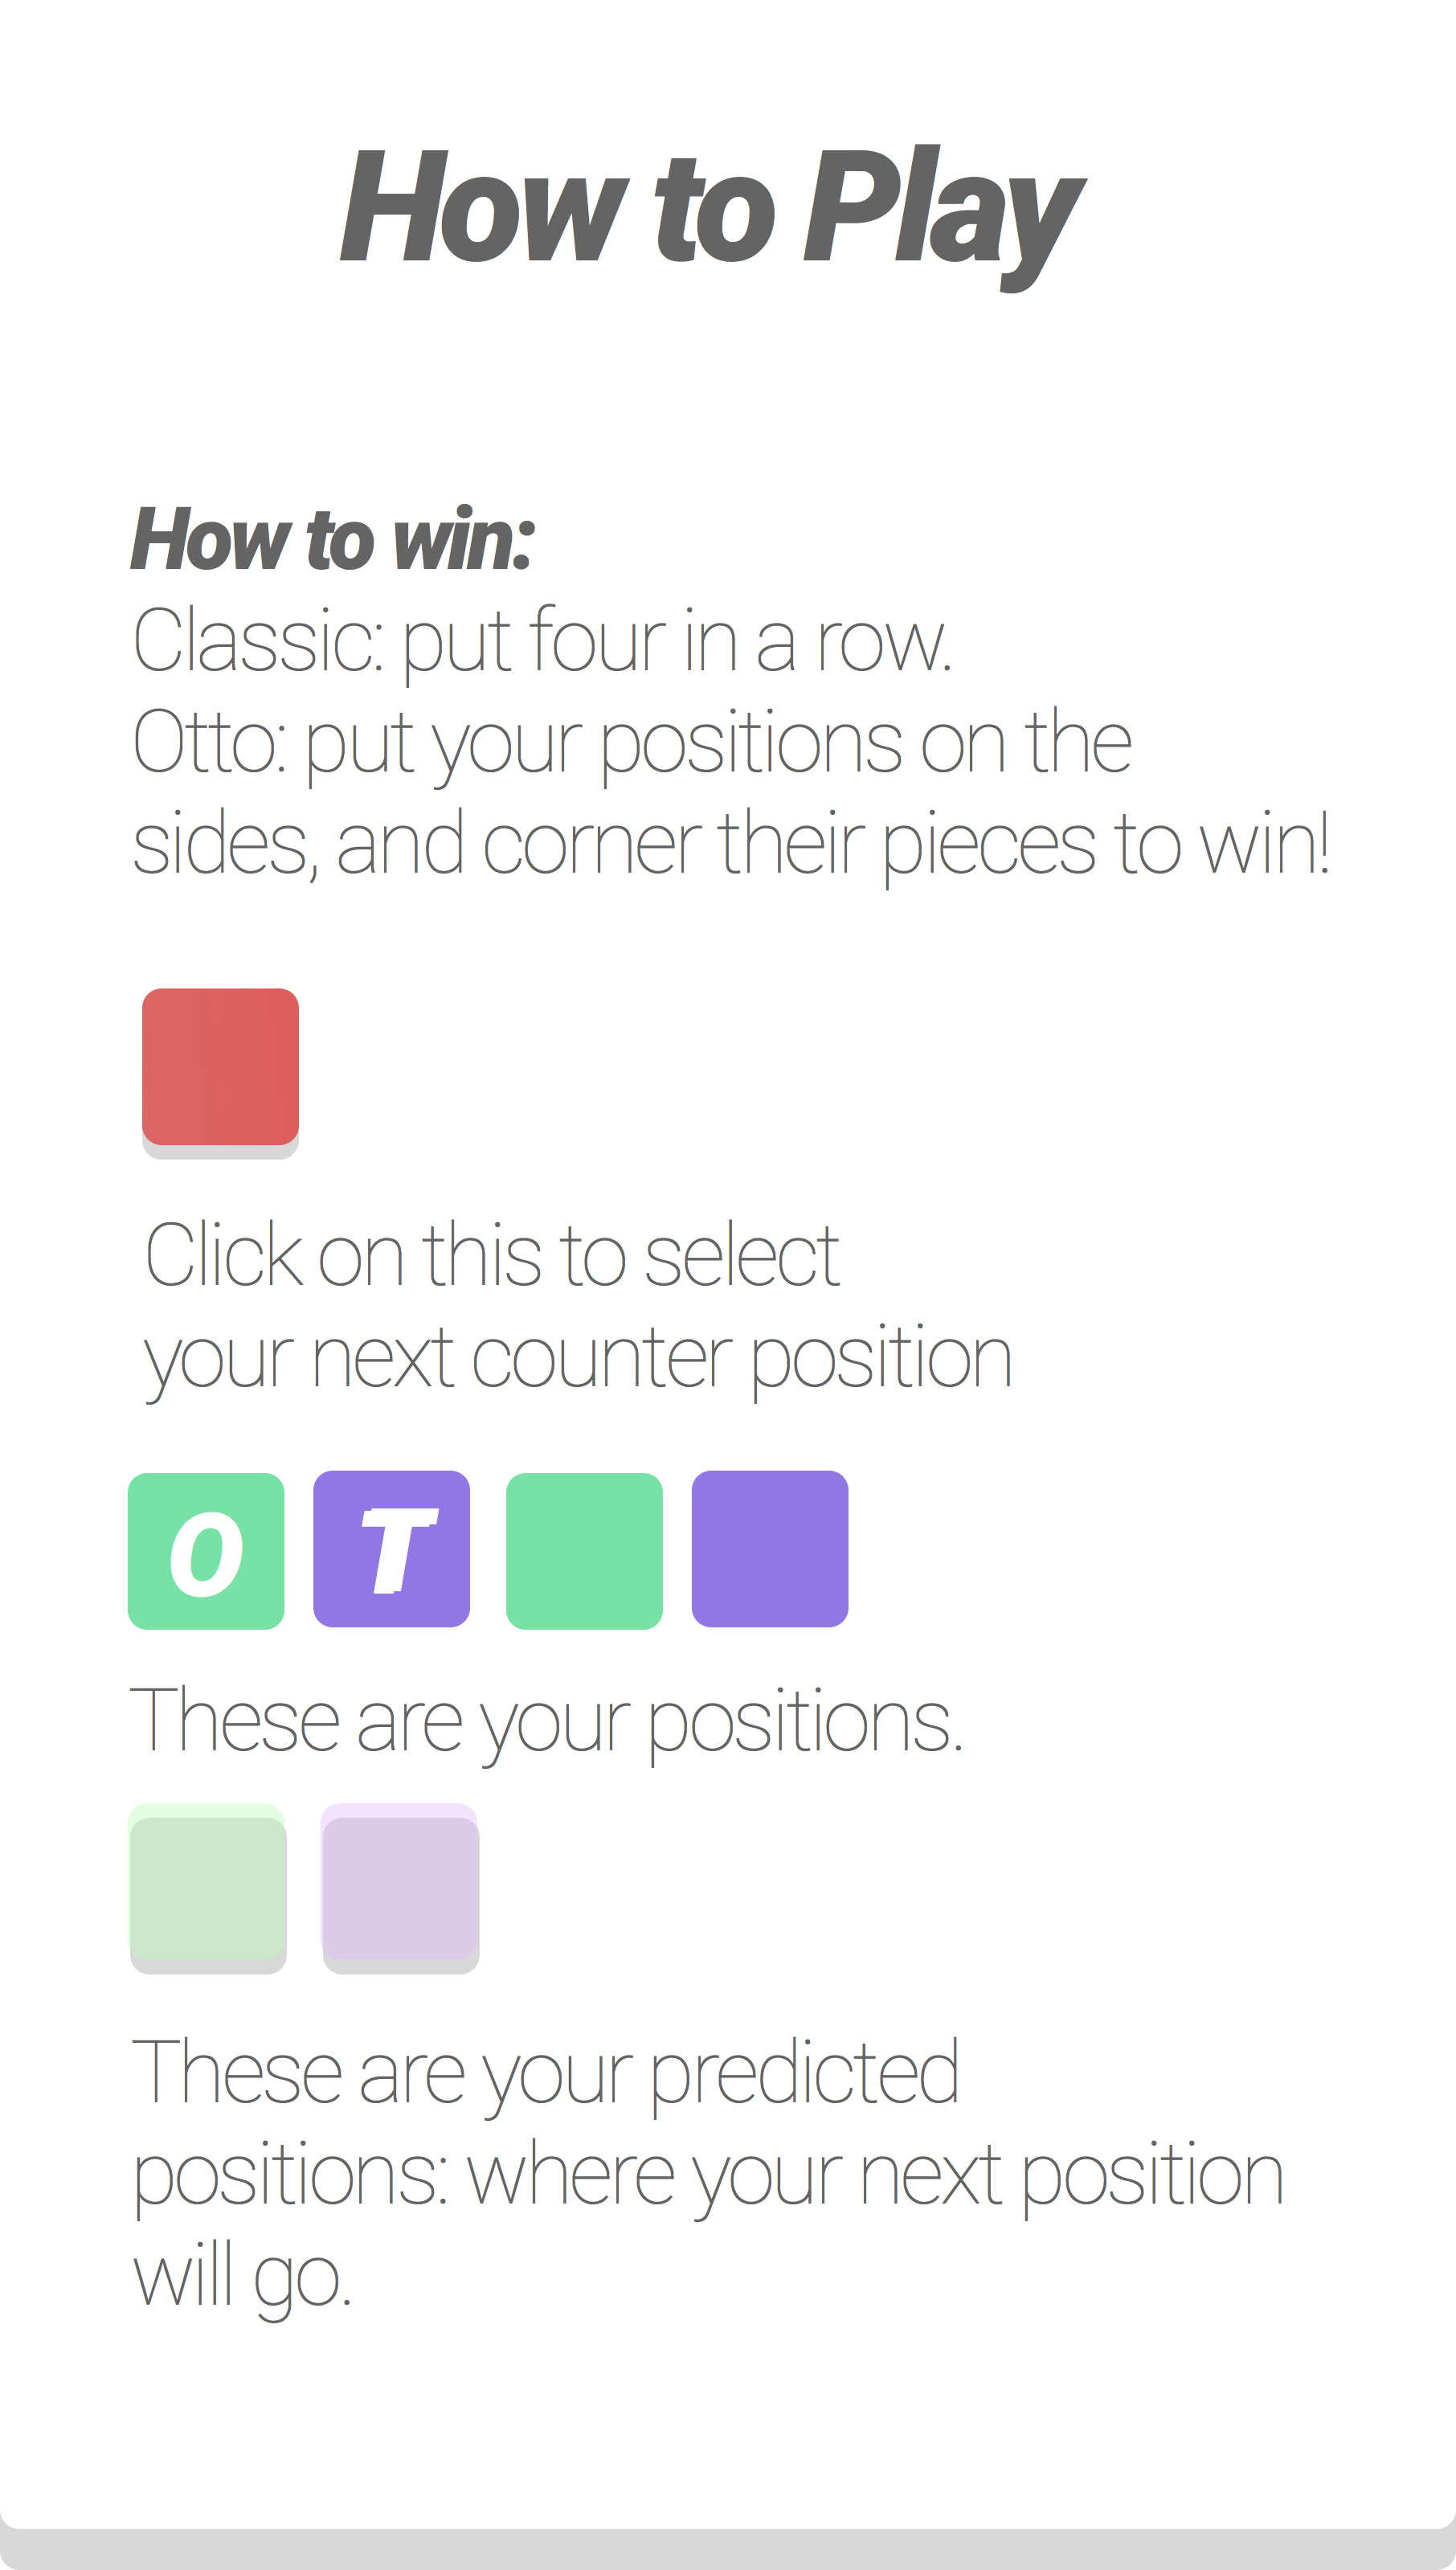 How to Play
How to win:
Classic: put four in a row.
Otto: put your positions on the
sides, and corner their pieces to win!
Click on this to select
your next counter position
O T
These are your positions.
These are your predicted
positions: where your next position
will go.